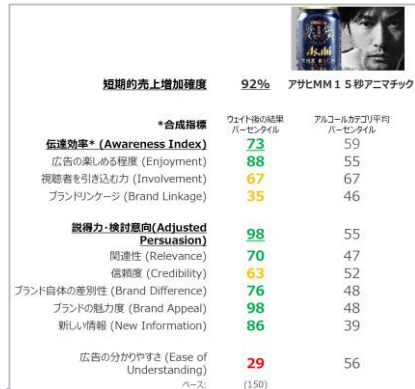 Asahi
THE RICH
短期的売上増加確度 92% アサヒMM15秒アニマチック
*合成指標 ウェイト後の結果 パーセンタイル アルコールカテゴリ平均 パーセンタイル
伝達効率* (Awareness Index) 73 59
広告の楽しめる程度 (Enjoyment) 88 55
視聴者を引き込む力 (Involvement) 67 67
ブランドリンケージ (Brand Linkage) 35 46
説得力・検討意向(Adjusted
Persuasion) 98 55
関連性 (Relevance) 70 47
信頼度 (Credibility) 63 52
ブランド自体の差別性 (Brand Difference) 76 48
ブランドの魅力度 (Brand Appeal) 98 48
新しい情報 (New Information) 86 39
広告の分かりやすさ (Ease of
Understanding) 29 56
ベース: (150)